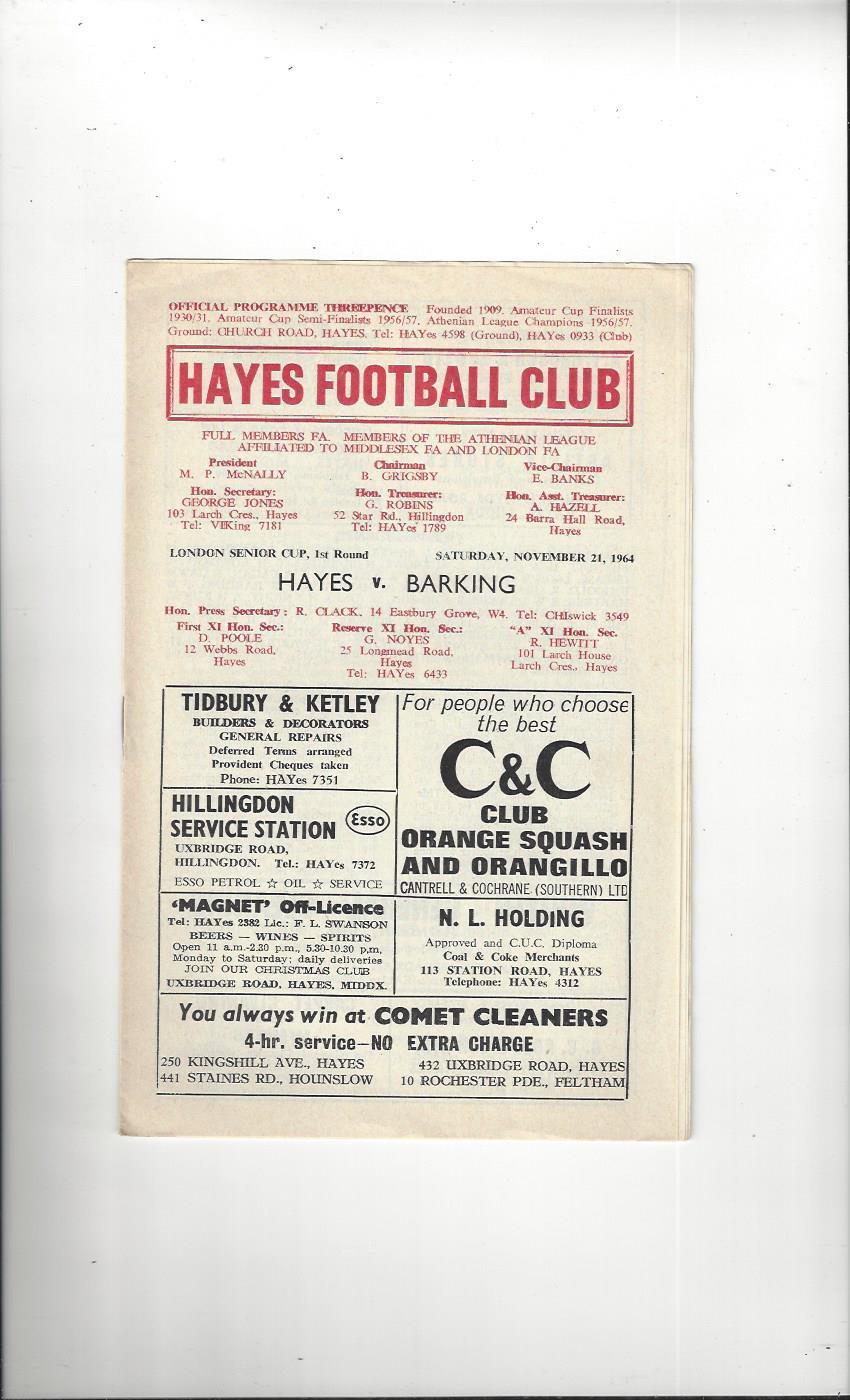 OFFICIAL PROGRAMME THREEPENCE Founded 1909. Amateur Cup Finalists
1930/31. Amateur Cup Semi-Finalists 1956/57. Athenian League Champions 1956/57.
Ground: CHURCH ROAD, HAYES. Tel: HAYes 4598 (Ground), HAYes 0933 (Club)
HAYES FOOTBALL CLUB
FULL MEMBERS FA. MEMBERS OF THE ATHENIAN LEAGUE
AFFILIATED TO MIDDLESEX FA AND LONDON FA
President
M. P. McNALLY
Chairman
B. GRIGSBY
Vice-Chairman
E. BANKS
Hon. Secretary:
GEORGE JONES
103 Larch Cres., Hayes
Tel: VIKing 7181
Hon. Treasurer:
G. ROBINS
52 Star Rd., Hillingdon
Tel: HAYes 1789
Hon. Asst. Treasurer:
A. HAZELL
24 Barra Hall Road,
Hayes
LONDON SENIOR CUP, 1st Round SATURDAY, NOVEMBER 21, 1964
HAYES v. BARKING
Hon. Press Secretary: R. CLACK. 14 Eastbury Grove, W4. Tel: CHIswick 3549
First XI Hon. Sec.:
D. POOLE
12 Webbs Road,
Hayes
Reserve XI Hon. Sec.:
G. NOYES
25 Longmead Road,
Hayes
Tel: HAYes 6433
"A" XI Hon. Sec.
R. HEWITT
101 Larch House
Larch Cres., Hayes
TIDBURY & KETLEY
BUILDERS & DECORATORS
GENERAL REPAIRS
Deferred Terms arranged
Provident Cheques taken
Phone: HAYes 7351
For people who choose
the best
C&C
CLUB
ORANGE SQUASH
AND ORANGILLO
CANTRELL & COCHRANE (SOUTHERN) LTD
HILLINGDON
SERVICE STATION
Esso
UXBRIDGE ROAD,
HILLINGDON. Tel.: HAYes 7372
ESSO PETROL ☆ OIL ☆ SERVICE
'MAGNET' Off-Licence
Tel: HAYes 2382 Lic.: F. L. SWANSON
BEERS — WINES — SPIRITS
Open 11 a.m.-2.30 p.m., 5.30-10.30 p.m,
Monday to Saturday; daily deliveries
JOIN OUR CHRISTMAS CLUB
UXBRIDGE ROAD, HAYES, MIDDX.
N. L. HOLDING
Approved and C.U.C. Diploma
Coal & Coke Merchants
113 STATION ROAD, HAYES
Telephone: HAYes 4312
You always win at COMET CLEANERS
4-hr. service—NO EXTRA CHARGE
250 KINGSHILL AVE., HAYES 432 UXBRIDGE ROAD, HAYES
441 STAINES RD., HOUNSLOW 10 ROCHESTER PDE., FELTHAM